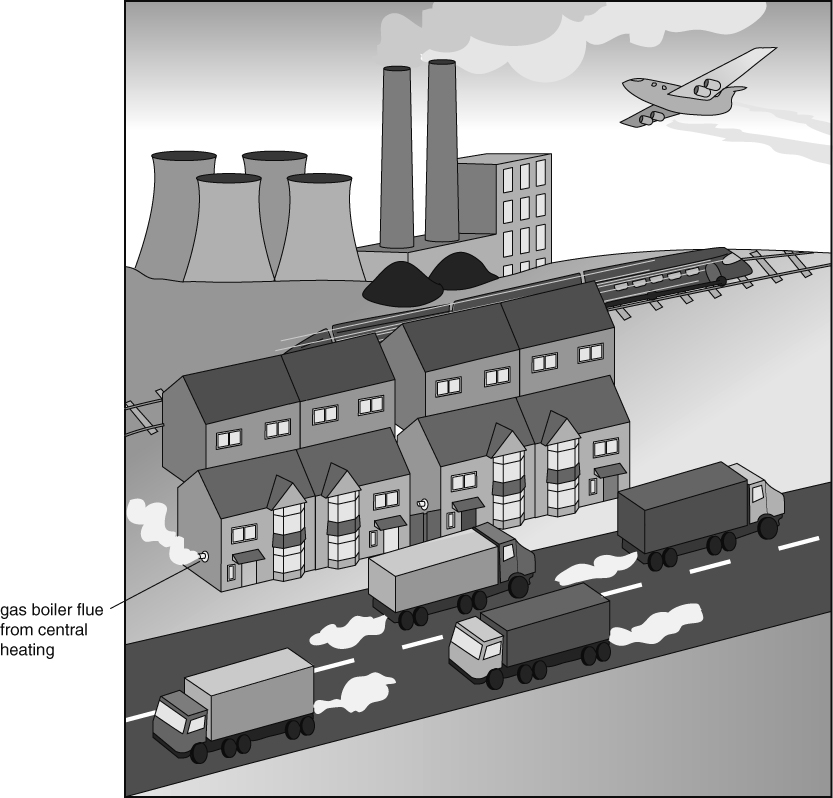 gas boiler flue
from central
heating